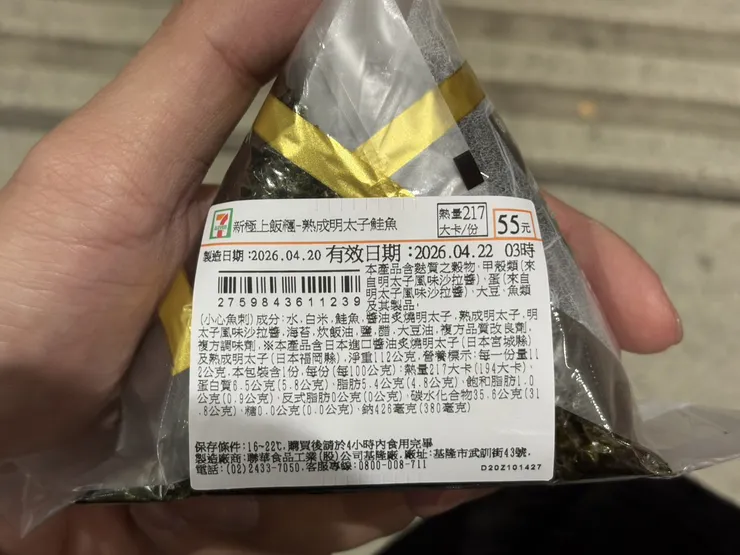 7 ELEVEN 新極上飯糰-熟成明太子鮭魚 熱量217大卡/份 55元
製造日期:2026.04.20 有效日期:2026.04.22 03時
本產品含麩質之穀物,甲殼類(來
自明太子風味沙拉醬),蛋(來自
明太子風味沙拉醬),大豆,魚類
及其製品.
2759843611239
(小心魚刺)成分:水,白米,鮭魚,醬油炙燒明太子,熟成明太子,明
太子風味沙拉醬,海苔,炊飯油,鹽,醋,大豆油,複方品質改良劑,
複方調味劑.※本產品含日本進口醬油炙燒明太子(日本宮城縣)
及熟成明太子(日本福岡縣),淨重112公克,營養標示:每一份量11
2公克,本包裝含1份,每份(每100公克):熱量217大卡(194大卡),
蛋白質6.5公克(5.8公克),脂肪5.4公克(4.8公克),飽和脂肪1.0
公克(0.9公克),反式脂肪0公克(0公克),碳水化合物35.6公克(31
.8公克),糖0.0公克(0.0公克),鈉426毫克(380毫克)
保存條件:16~22℃,購買後請於4小時內食用完畢
製造廠商:聯華食品工業(股)公司基隆廠,廠址:基隆市武訓街43號,
電話:(02)2433-7050,客服專線:0800-008-711
D20Z101427